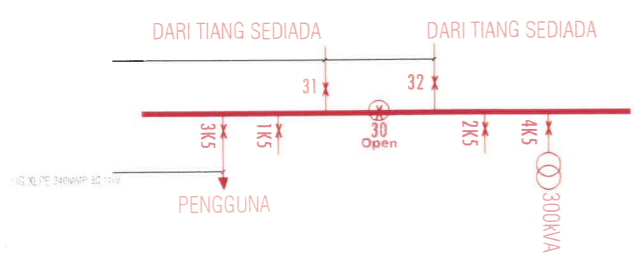 DARI TIANG SEDIADA
DARI TIANG SEDIADA
31
32
30
Open
3K5
1K5
2K5
4K5
PENGGUNA
300kVA